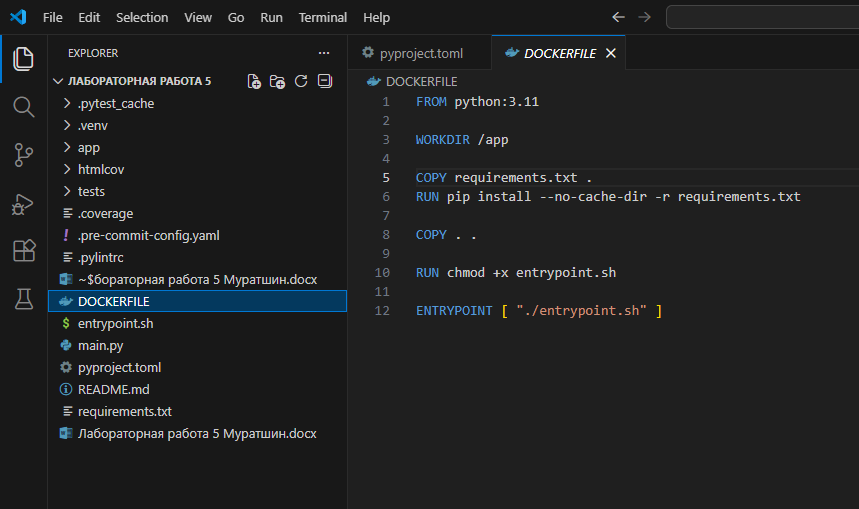 File Edit Selection View Go Run Terminal Help
EXPLORER
ЛАБОРАТОРНАЯ РАБОТА 5
.pytest_cache
.venv
app
htmlcov
tests
.coverage
.pre-commit-config.yaml
.pylintrc
~$бораторная работа 5 Муратшин.docx
DOCKERFILE
entrypoint.sh
main.py
pyproject.toml
README.md
requirements.txt
Лабораторная работа 5 Муратшин.docx
pyproject.toml DOCKERFILE
DOCKERFILE
1 FROM python:3.11
2
3 WORKDIR /app
4
5 COPY requirements.txt .
6 RUN pip install --no-cache-dir -r requirements.txt
7
8 COPY . .
9
10 RUN chmod +x entrypoint.sh
11
12 ENTRYPOINT [ "./entrypoint.sh" ]